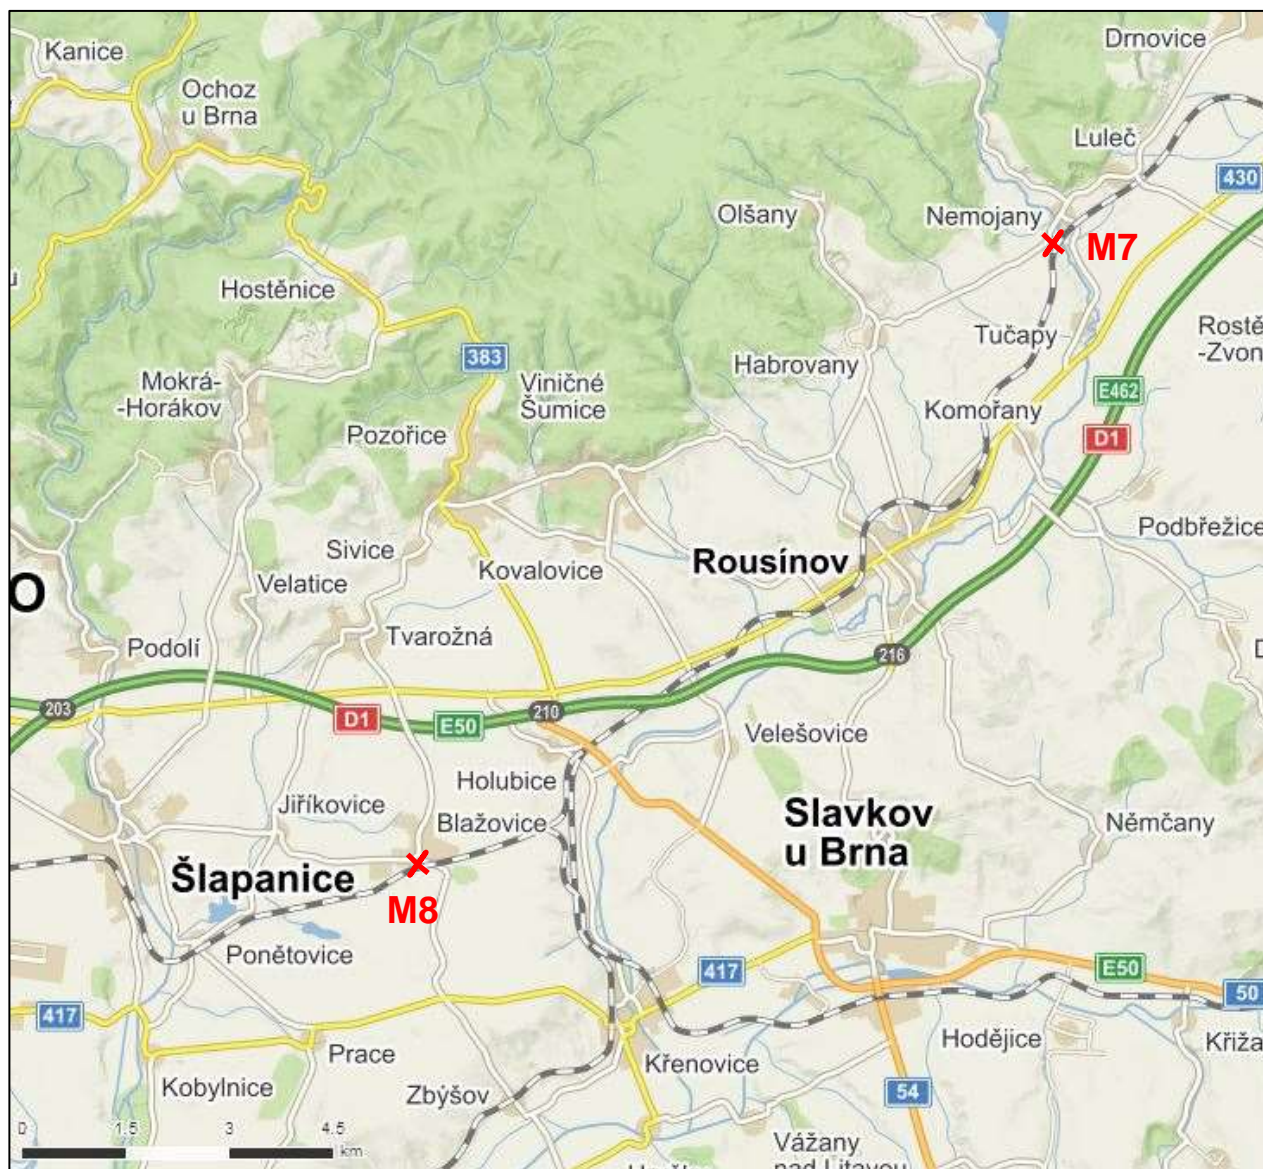 Kanice
Drnovice
Ochoz
u Brna
Luleč
430
Olšany
Nemojany
M7
Hostěnice
Tučapy
Rostě
-Zvon
383
Habrovany
Mokrá-
-Horákov
Viničné
Šumice
E462
Komořany
D1
Pozořice
Podbřežice
Sivice
Rousínov
Kovalovice
Velatice
O
Tvarožná
Podolí
216
203
D1
E50
210
Velešovice
Holubice
Jiříkovice
Blažovice
Slavkov
u Brna
Němčany
Šlapanice
M8
Ponětovice
417
E50
50
417
Hodějice
Křiža
Prace
Křenovice
Kobylnice
Zbýšov
54
0 1.5 3 4.5
km
Vážany
nad Litavou